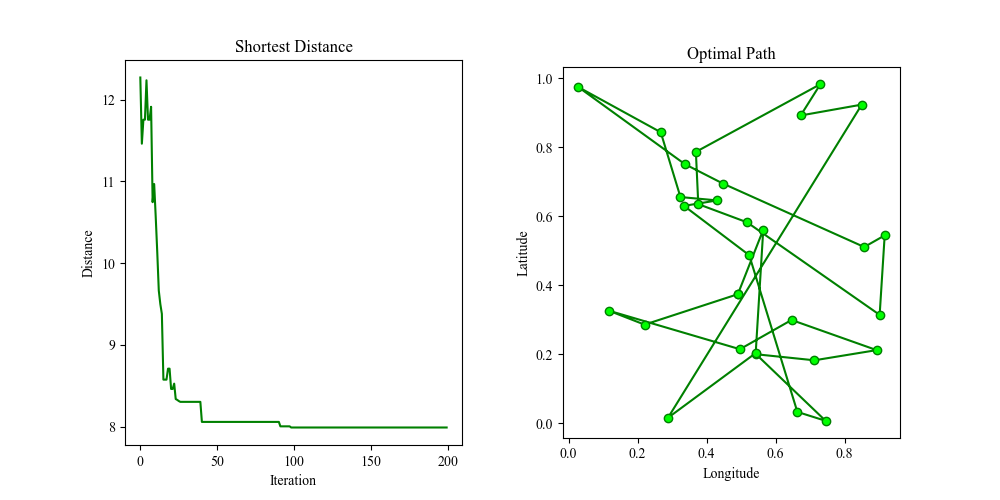 Shortest Distance
12
11
10
9
8
Distance
0 50 100 150 200
Iteration
Optimal Path
1.0
0.8
0.6
0.4
0.2
0.0
Latitude
0.0 0.2 0.4 0.6 0.8
Longitude